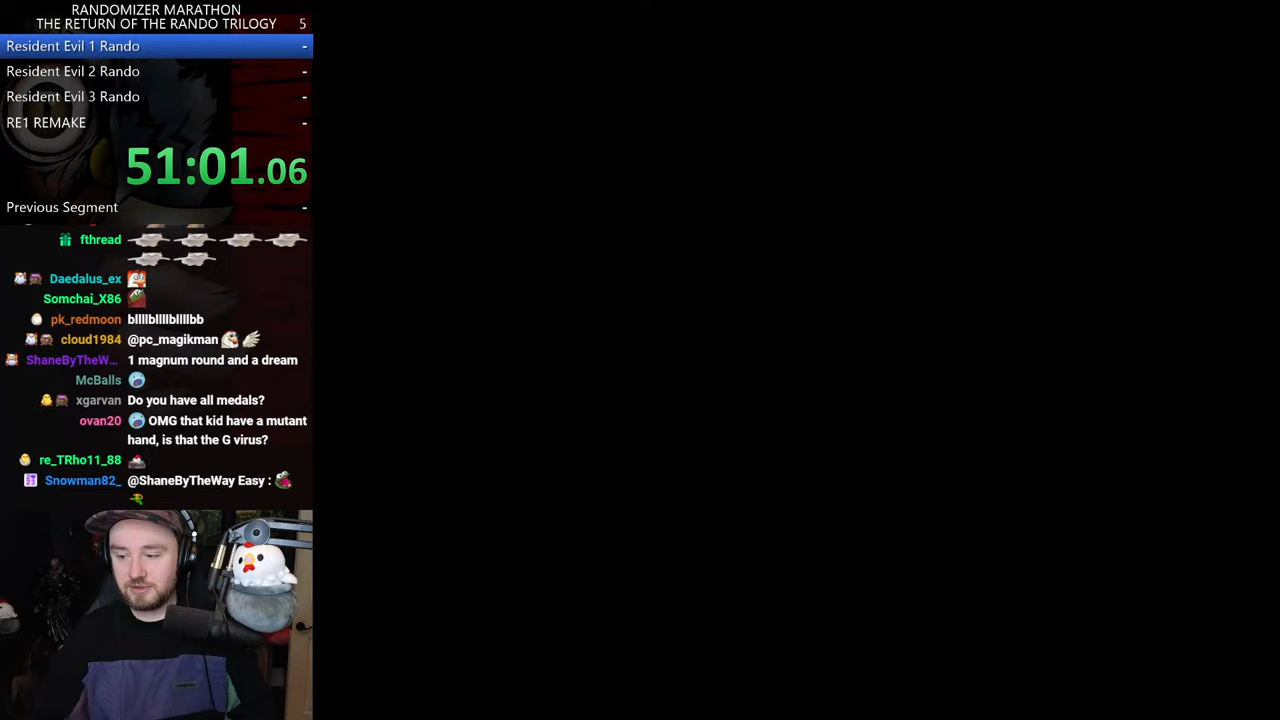 RANDOMIZER MARATHON
THE RETURN OF THE RANDO TRILOGY 5
Resident Evil 1 Rando -
Resident Evil 2 Rando -
Resident Evil 3 Rando -
RE1 REMAKE -
51:01.06
Previous Segment -
fthread
Daedalus_ex
Somchai_X86
pk_redmoon bllllbllllbllllbb
cloud1984 @pc_magikman
ShaneByTheW... 1 magnum round and a dream
McBalls
xgarvan Do you have all medals?
ovan20 OMG that kid have a mutant
hand, is that the G virus?
re_TRho11_88
Snowman82_ @ShaneByTheWay Easy :